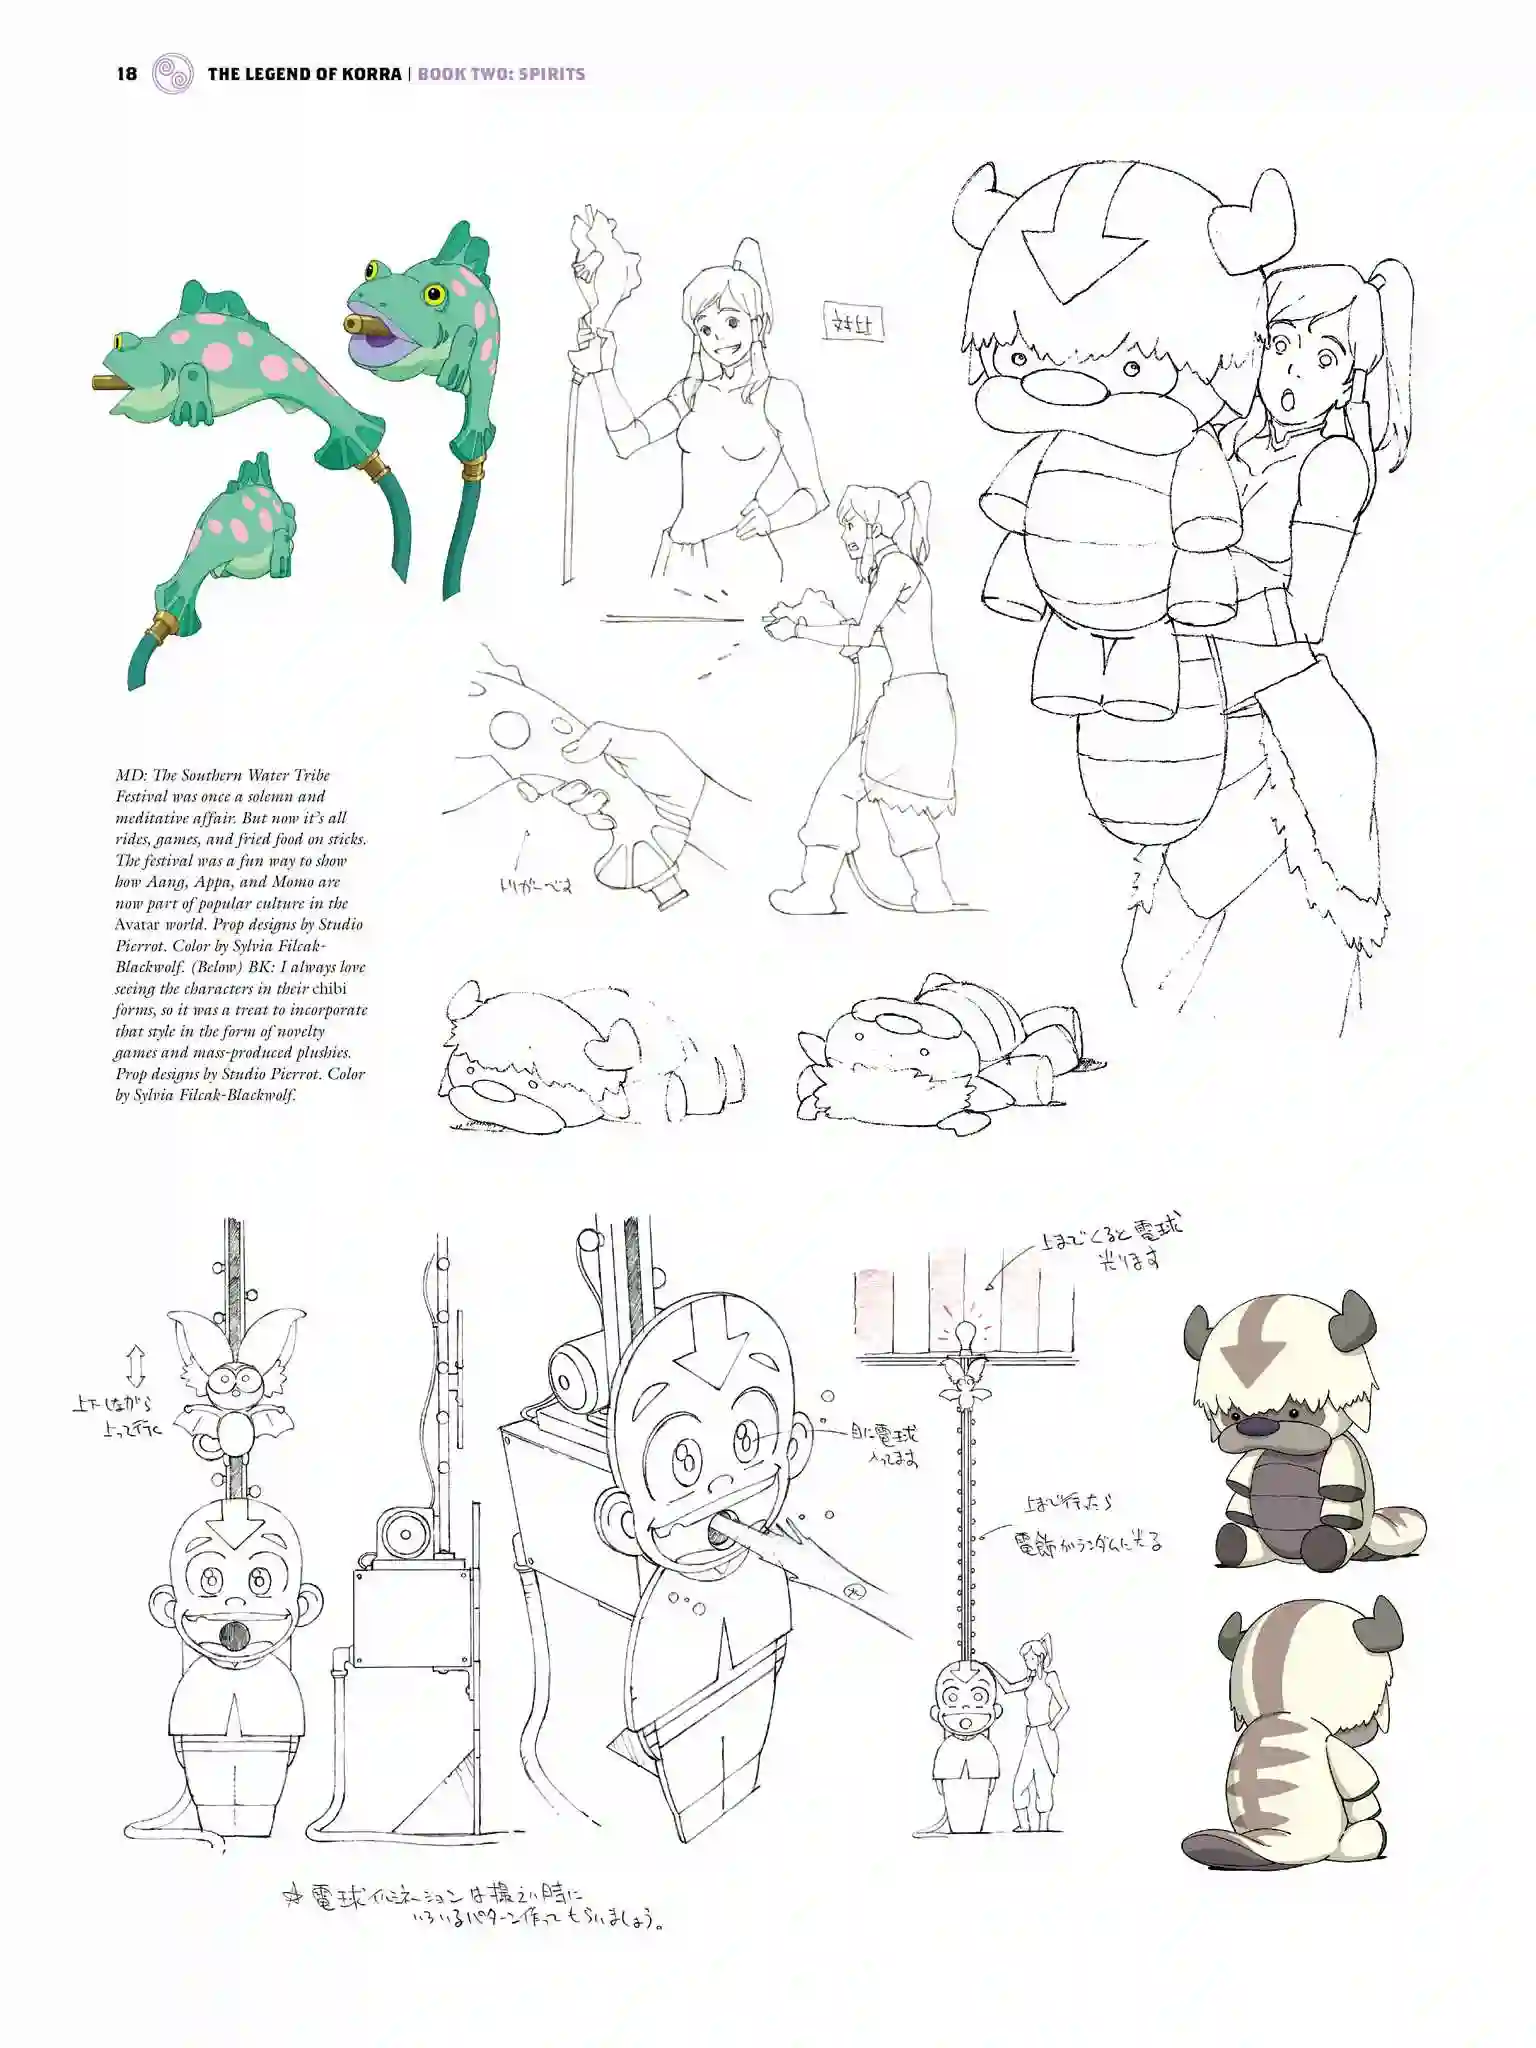 18 THE LEGEND OF KORRA | BOOK TWO: SPIRITS
対比
MD: The Southern Water Tribe
Festival was once a solemn and
meditative affair. But now it's all
rides, games, and fried food on sticks.
The festival was a fun way to show
how Aang, Appa, and Momo are
now part of popular culture in the
Avatar world. Prop designs by Studio
Pierrot. Color by Sylvia Filcak-
Blackwolf. (Below) BK: I always love
seeing the characters in their chibi
forms, so it was a treat to incorporate
that style in the form of novelty
games and mass-produced plushies.
Prop designs by Studio Pierrot. Color
by Sylvia Filcak-Blackwolf.
上までくると電球
光ります
上下しながら
上って行く
目に電球
入ってます
上まで行ったら
電飾がランダムに光る
水
☆電球イルミネーションは撮入れ時に
いろいろパターン作ってもらいましょう。